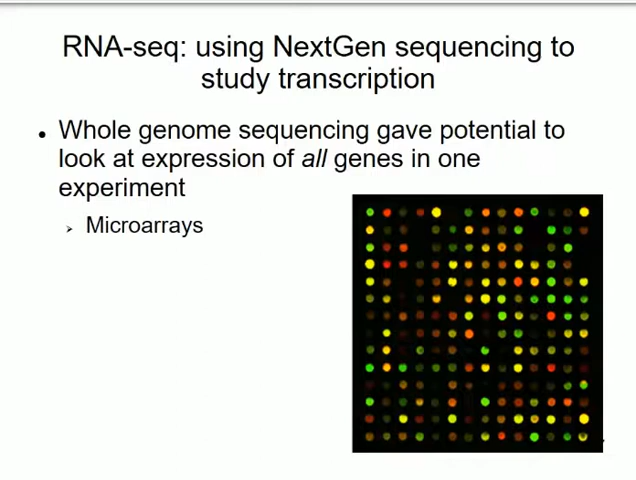 RNA-seq: using NextGen sequencing to
study transcription
• Whole genome sequencing gave potential to
look at expression of all genes in one
experiment
➢ Microarrays